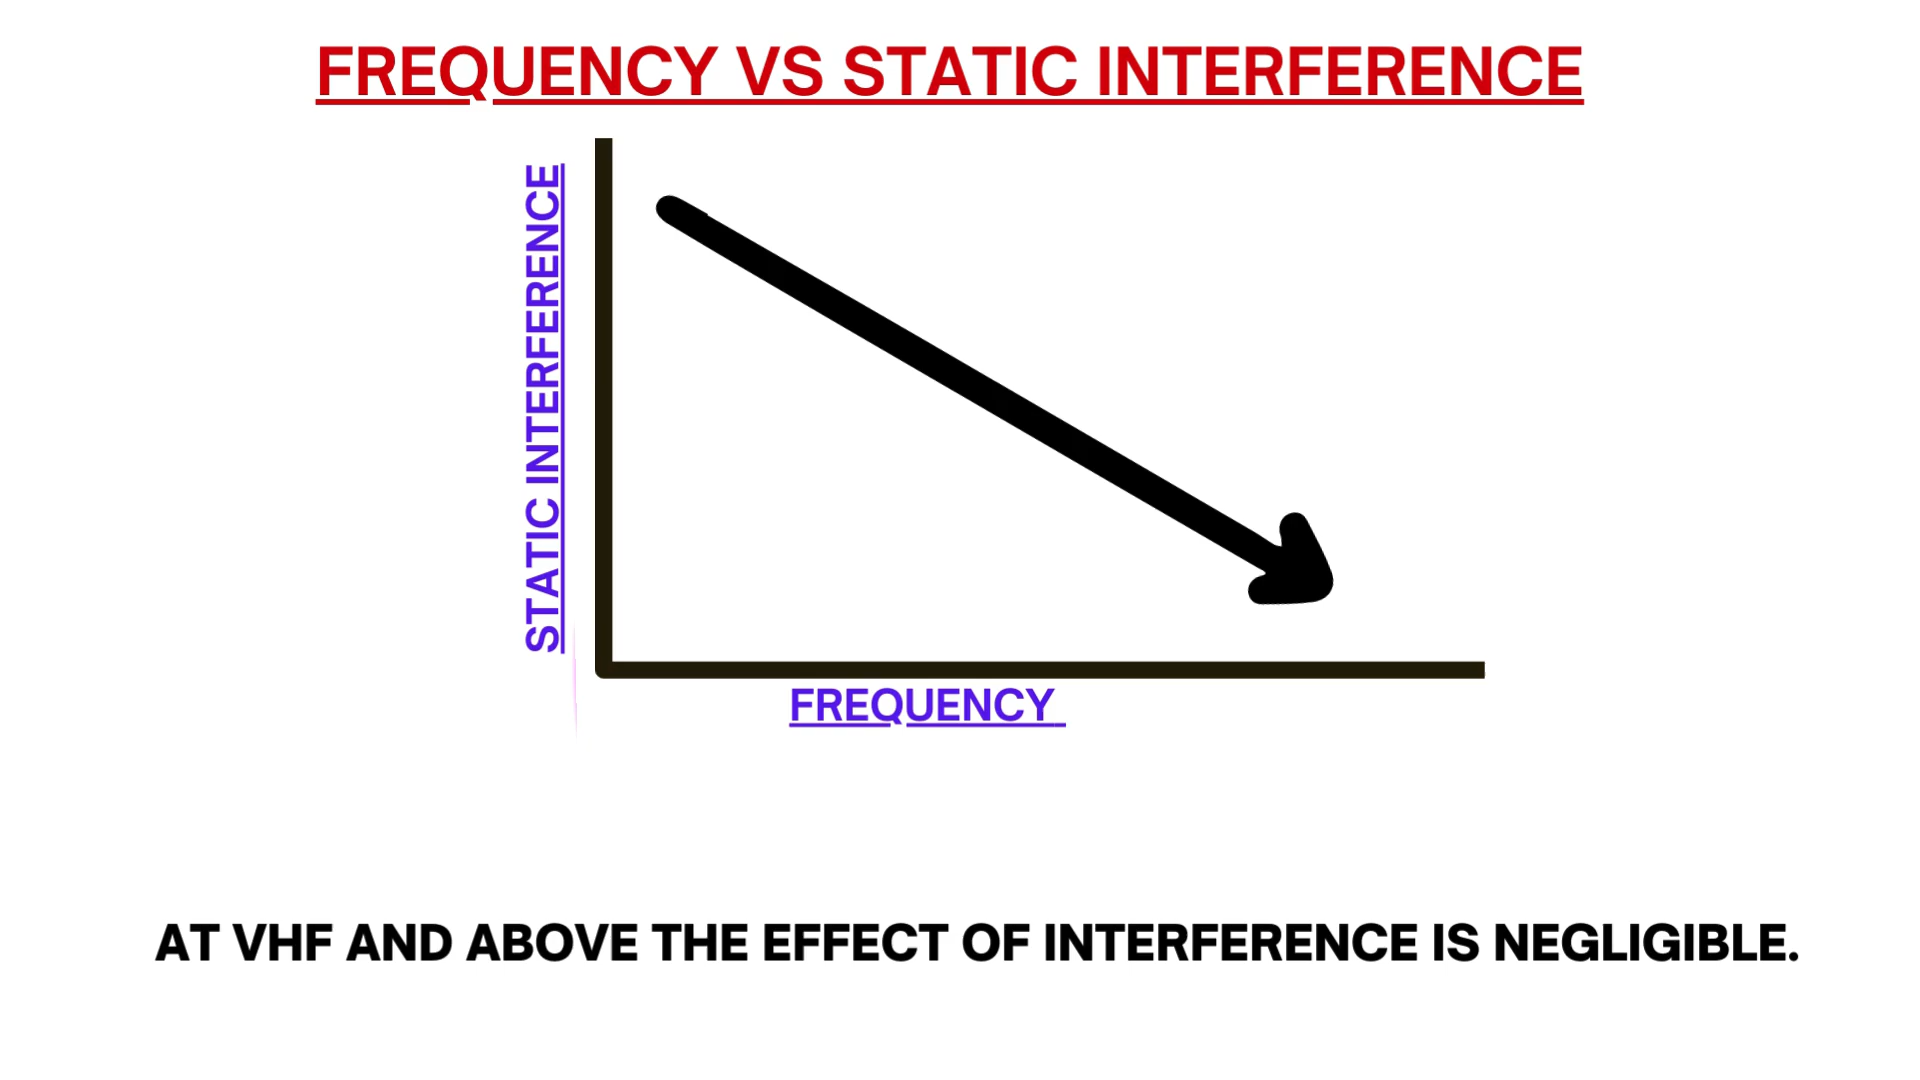 FREQUENCY VS STATIC INTERFERENCE
STATIC INTERFERENCE
FREQUENCY
AT VHF AND ABOVE THE EFFECT OF INTERFERENCE IS NEGLIGIBLE.